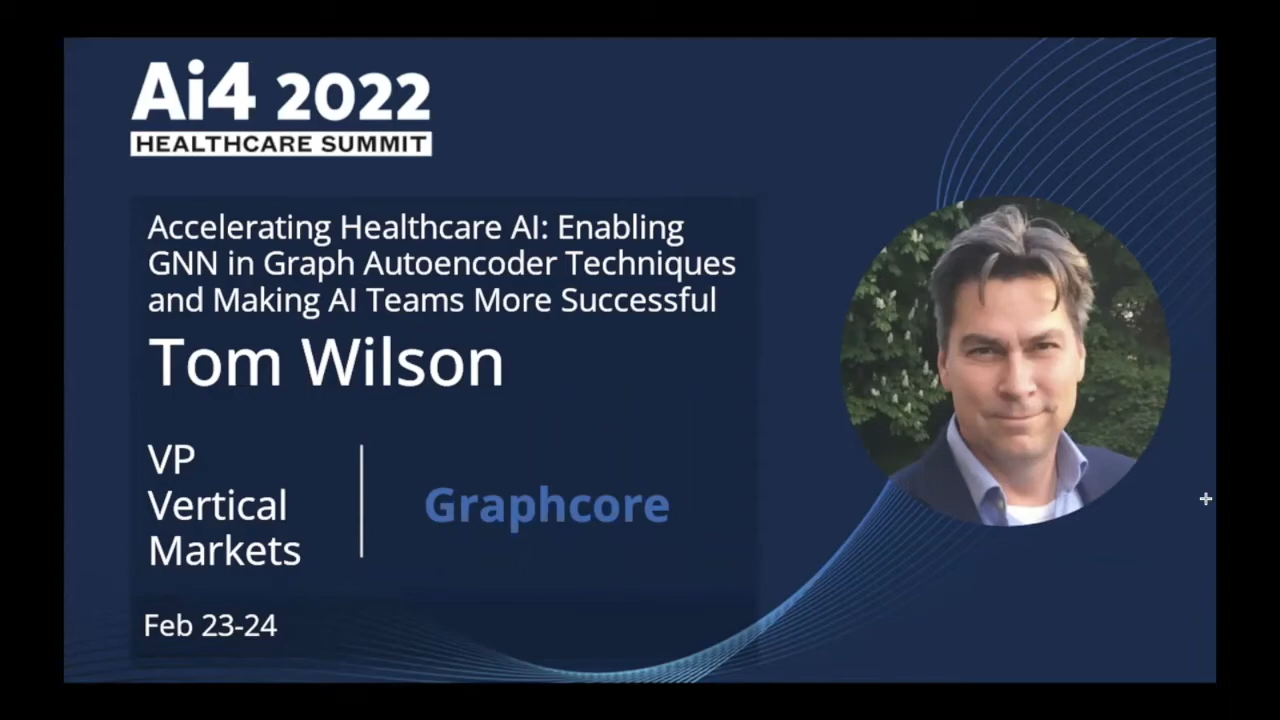 Ai4 2022
HEALTHCARE SUMMIT
Accelerating Healthcare AI: Enabling
GNN in Graph Autoencoder Techniques
and Making AI Teams More Successful
Tom Wilson
VP
Vertical
Markets
Graphcore
Feb 23-24